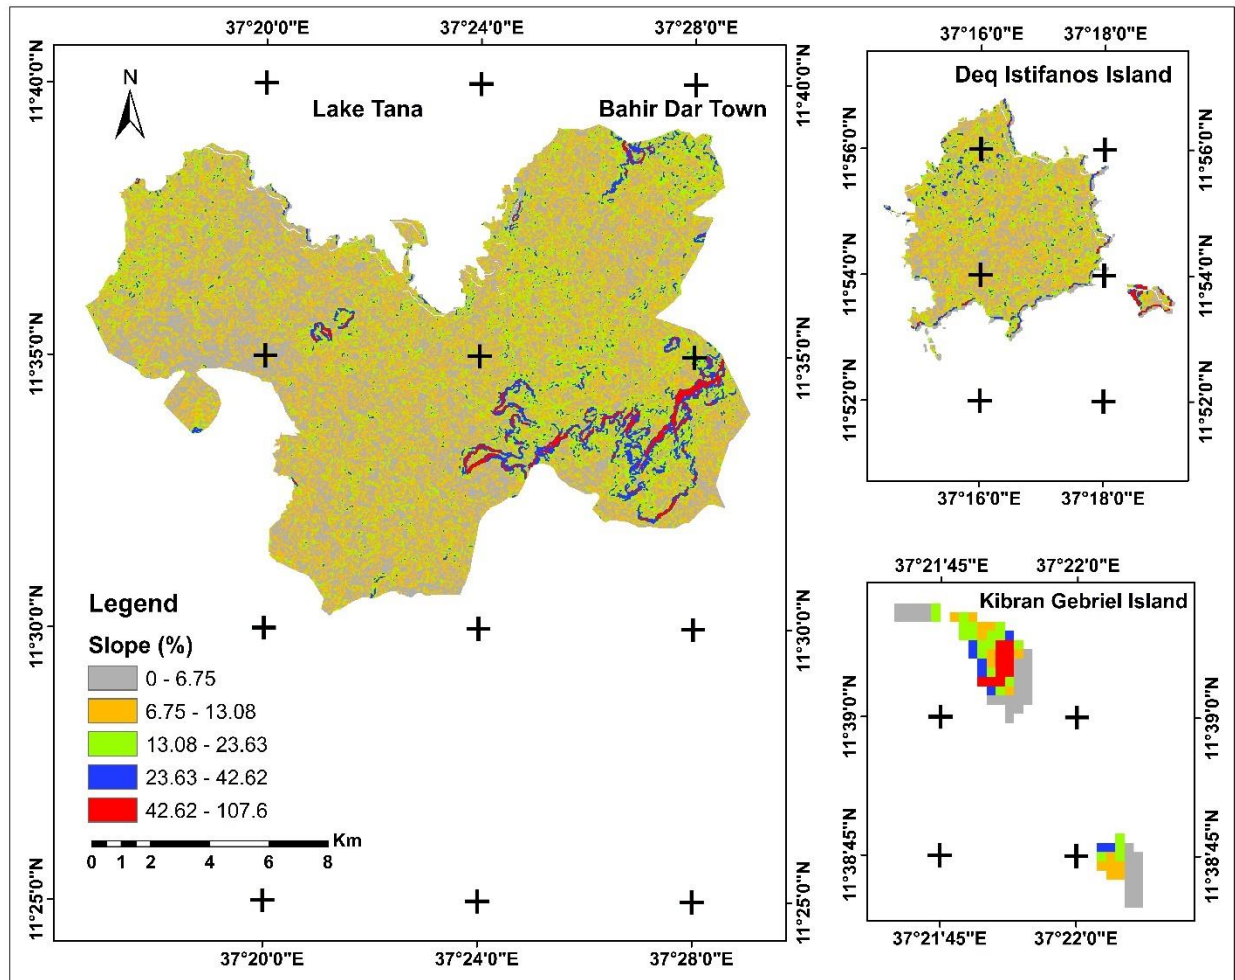 37°20'0"E 37°24'0"E 37°28'0"E
11°40'0"N
11°40'0"N
N
Lake Tana
Bahir Dar Town
11°35'0"N
11°35'0"N
11°30'0"N
11°30'0"N
Legend
Slope (%)
0 - 6.75
6.75 - 13.08
13.08 - 23.63
23.63 - 42.62
42.62 - 107.6
Km
0 1 2 4 6 8
11°25'0"N
11°25'0"N
37°20'0"E 37°24'0"E 37°28'0"E
37°16'0"E 37°18'0"E
Deq Istifanos Island
11°56'0"N
11°56'0"N
11°54'0"N
11°54'0"N
11°52'0"N
11°52'0"N
37°16'0"E 37°18'0"E
37°21'45"E 37°22'0"E
Kibran Gebriel Island
11°39'0"N
11°39'0"N
11°38'45"N
11°38'45"N
37°21'45"E 37°22'0"E